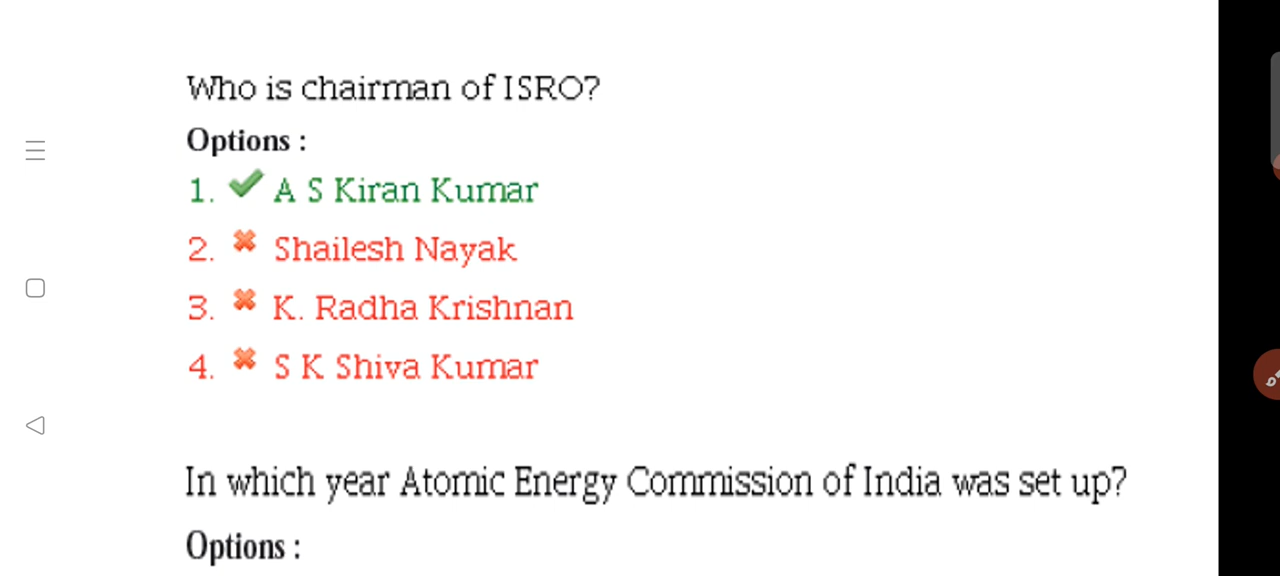 Who is chairman of ISRO?
Options :
1. A S Kiran Kumar
2. Shailesh Nayak
3. K. Radha Krishnan
4. S K Shiva Kumar
In which year Atomic Energy Commission of India was set up?
Options :